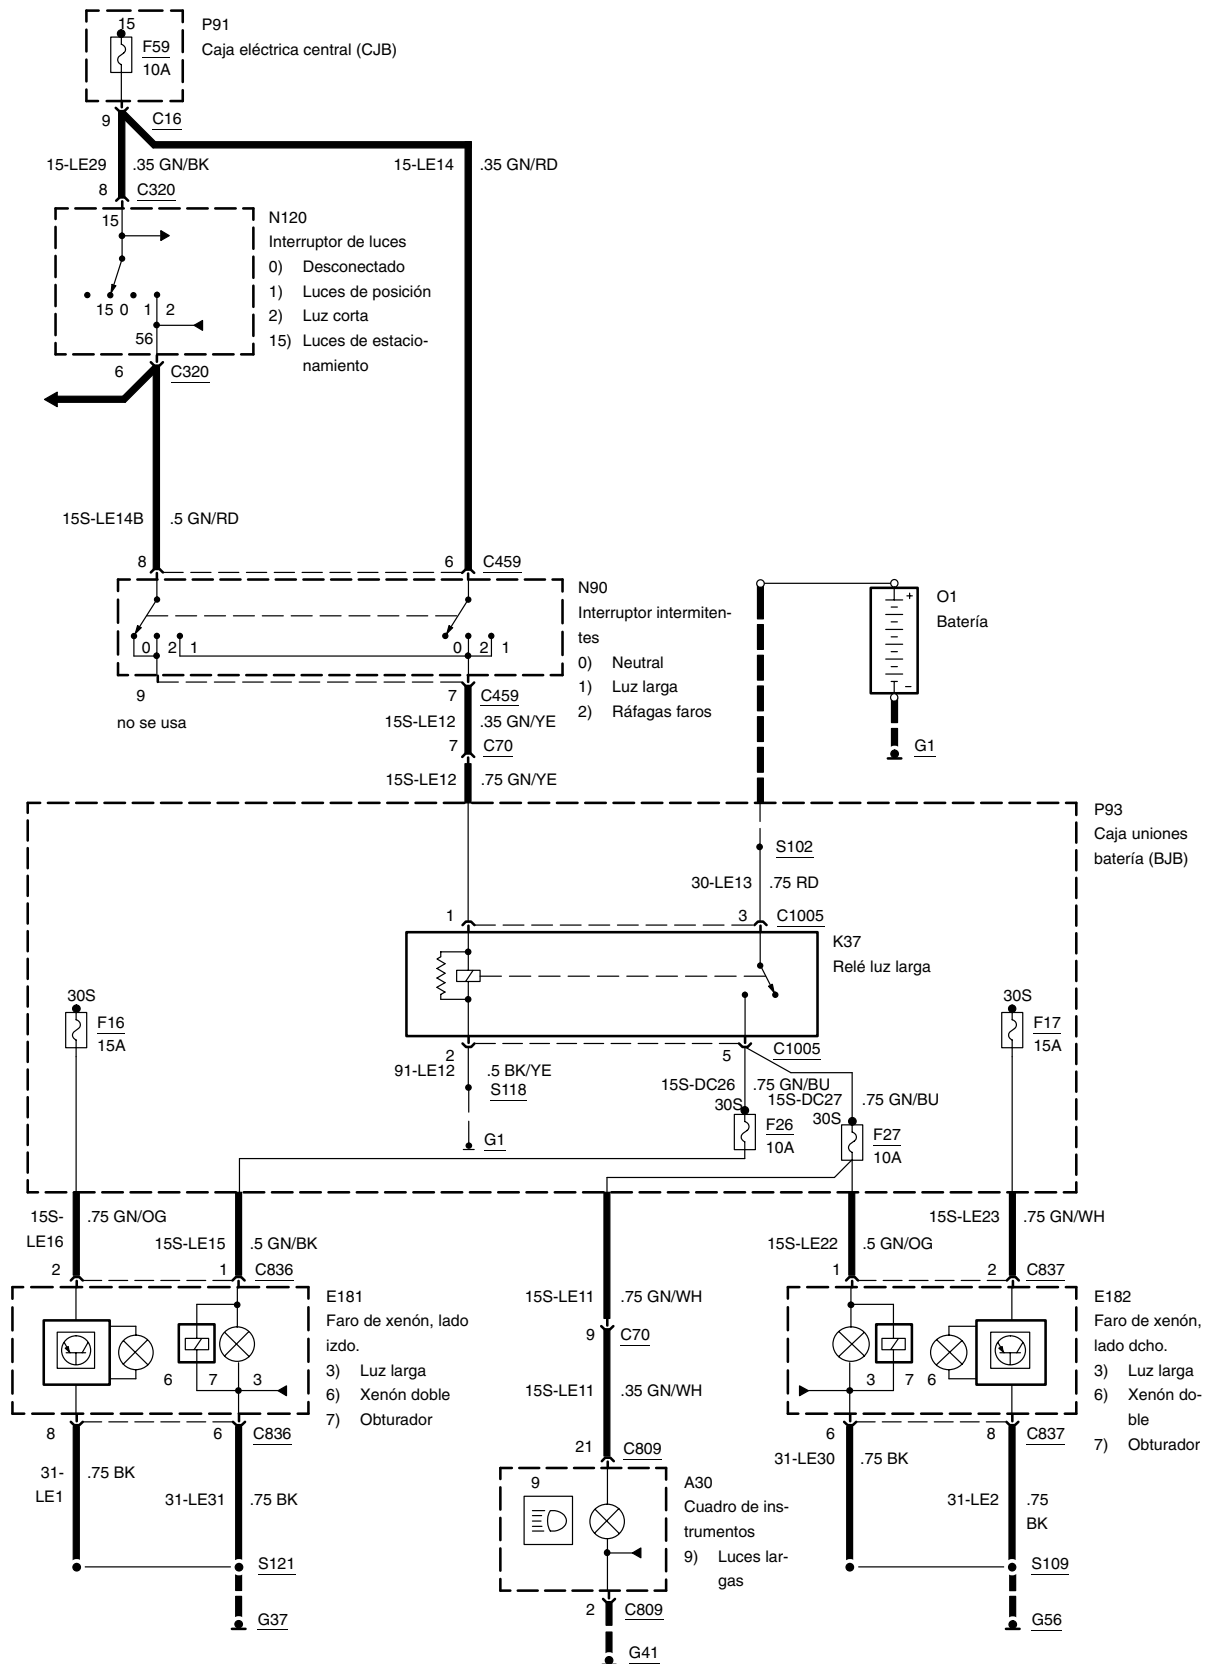 15
P91
F59
Caja eléctrica central (CJB)
10A
9
C16
15-LE29
.35 GN/BK
15-LE14
.35 GN/RD
8
C320
15
N120
Interruptor de luces
0) Desconectado
1) Luces de posición
2) Luz corta
15) Luces de estacio-
namiento
15 0 1 2
56
6
C320
15S-LE14B
.5 GN/RD
8
6
C459
N90
Interruptor intermiten-
tes
0) Neutral
1) Luz larga
2) Ráfagas faros
0 2 1
0 2 1
O1
Batería
+
−
G1
9
no se usa
7
C459
15S-LE12
.35 GN/YE
7
C70
15S-LE12
.75 GN/YE
P93
Caja uniones
batería (BJB)
S102
30-LE13
.75 RD
1
3
C1005
K37
Relé luz larga
30S
F16
15A
30S
F17
15A
2
5
C1005
91-LE12
.5 BK/YE
S118
G1
15S-DC26
.75 GN/BU
15S-DC27
.75 GN/BU
30S
F26
10A
30S
F27
10A
15S-
LE16
.75 GN/OG
15S-LE15
.5 GN/BK
15S-LE23
.75 GN/WH
15S-LE22
.5 GN/OG
2
1
C836
1
2
C837
E181
Faro de xenón, lado
izdo.
3) Luz larga
6) Xenón doble
7) Obturador
6 7 3
15S-LE11
.75 GN/WH
9
C70
15S-LE11
.35 GN/WH
E182
Faro de xenón,
lado dcho.
3) Luz larga
6) Xenón do-
ble
7) Obturador
3 7 6
8
6
C836
6
8
C837
31-
LE1
.75 BK
31-LE31
.75 BK
21
C809
31-LE30
.75 BK
31-LE2
.75
BK
9
A30
Cuadro de ins-
trumentos
9) Luces lar-
gas
S121
S109
G37
2
C809
G56
G41